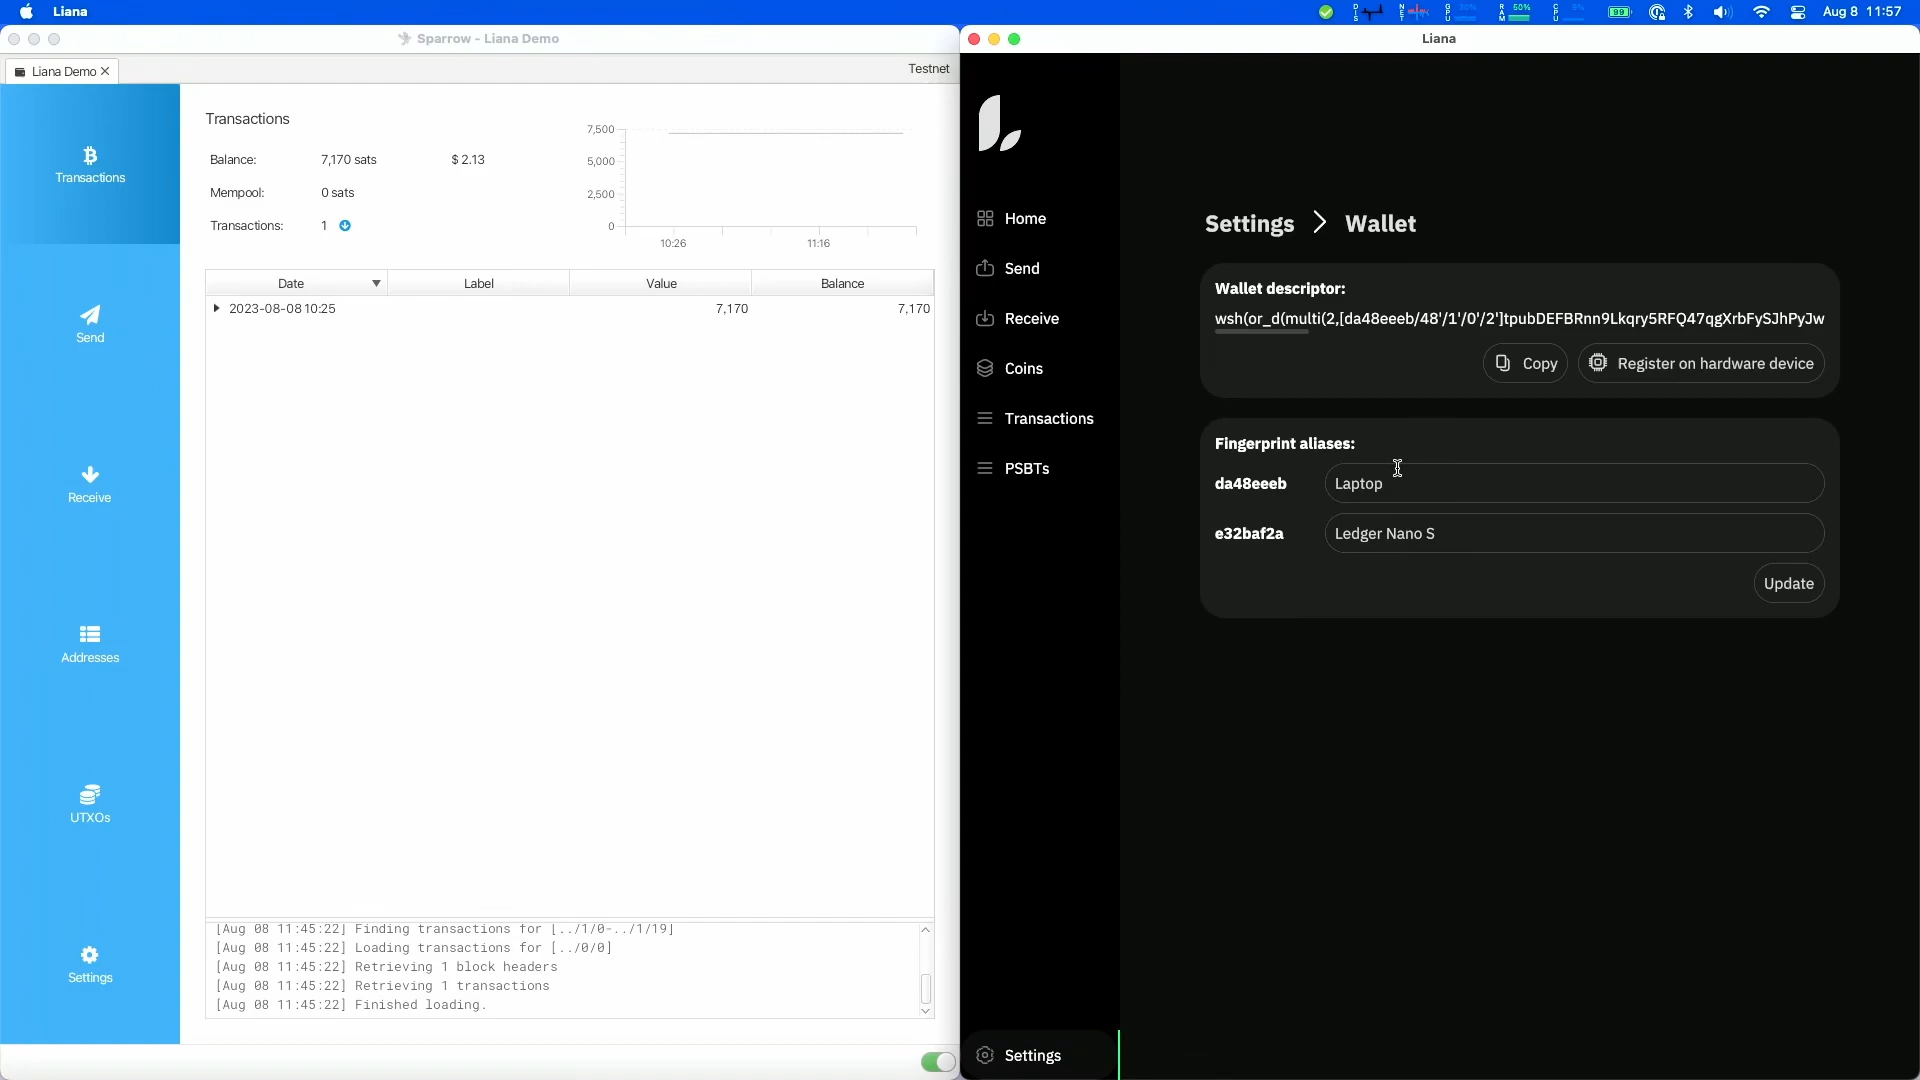 Liana
Aug 8 11:57
Sparrow - Liana Demo
Liana Demo
Testnet
Transactions
Send
Receive
Addresses
UTXOs
Settings
Transactions
Balance: 7,170 sats $ 2.13
Mempool: 0 sats
Transactions: 1
7,500
5,000
2,500
0
10:26 11:16
Date Label Value Balance
2023-08-08 10:25 7,170 7,170
[Aug 08 11:45:22] Finding transactions for [../1/0-../1/19]
[Aug 08 11:45:22] Loading transactions for [../0/0]
[Aug 08 11:45:22] Retrieving 1 block headers
[Aug 08 11:45:22] Retrieving 1 transactions
[Aug 08 11:45:22] Finished loading.
Liana
Home
Send
Receive
Coins
Transactions
PSBTs
Settings
Settings > Wallet
Wallet descriptor:
wsh(or_d(multi(2,[da48eeeb/48'/1'/0'/2']tpubDEFBRnn9Lkqry5RFQ47qgXrbFySJhPyJw
Copy
Register on hardware device
Fingerprint aliases:
da48eeeb Laptop
e32baf2a Ledger Nano S
Update